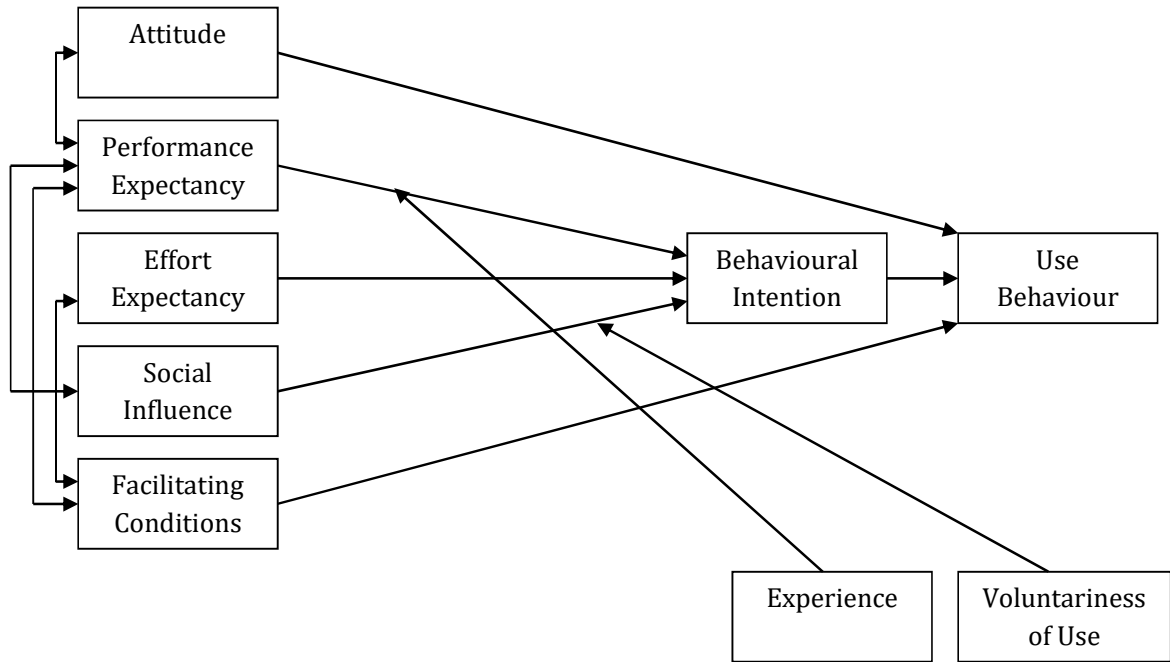 Attitude
Performance
Expectancy
Effort
Expectancy
Social
Influence
Facilitating
Conditions
Behavioural
Intention
Use
Behaviour
Experience
Voluntariness
of Use